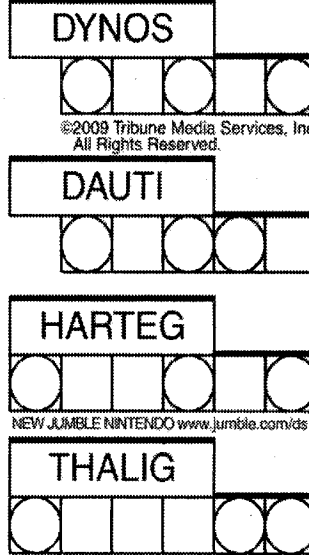 DYNOS
©2009 Tribune Media Services, Inc
All Rights Reserved.
DAUTI
HARTEG
NEW JUMBLE NINTENDO www.jumble.com/ds
THALIG